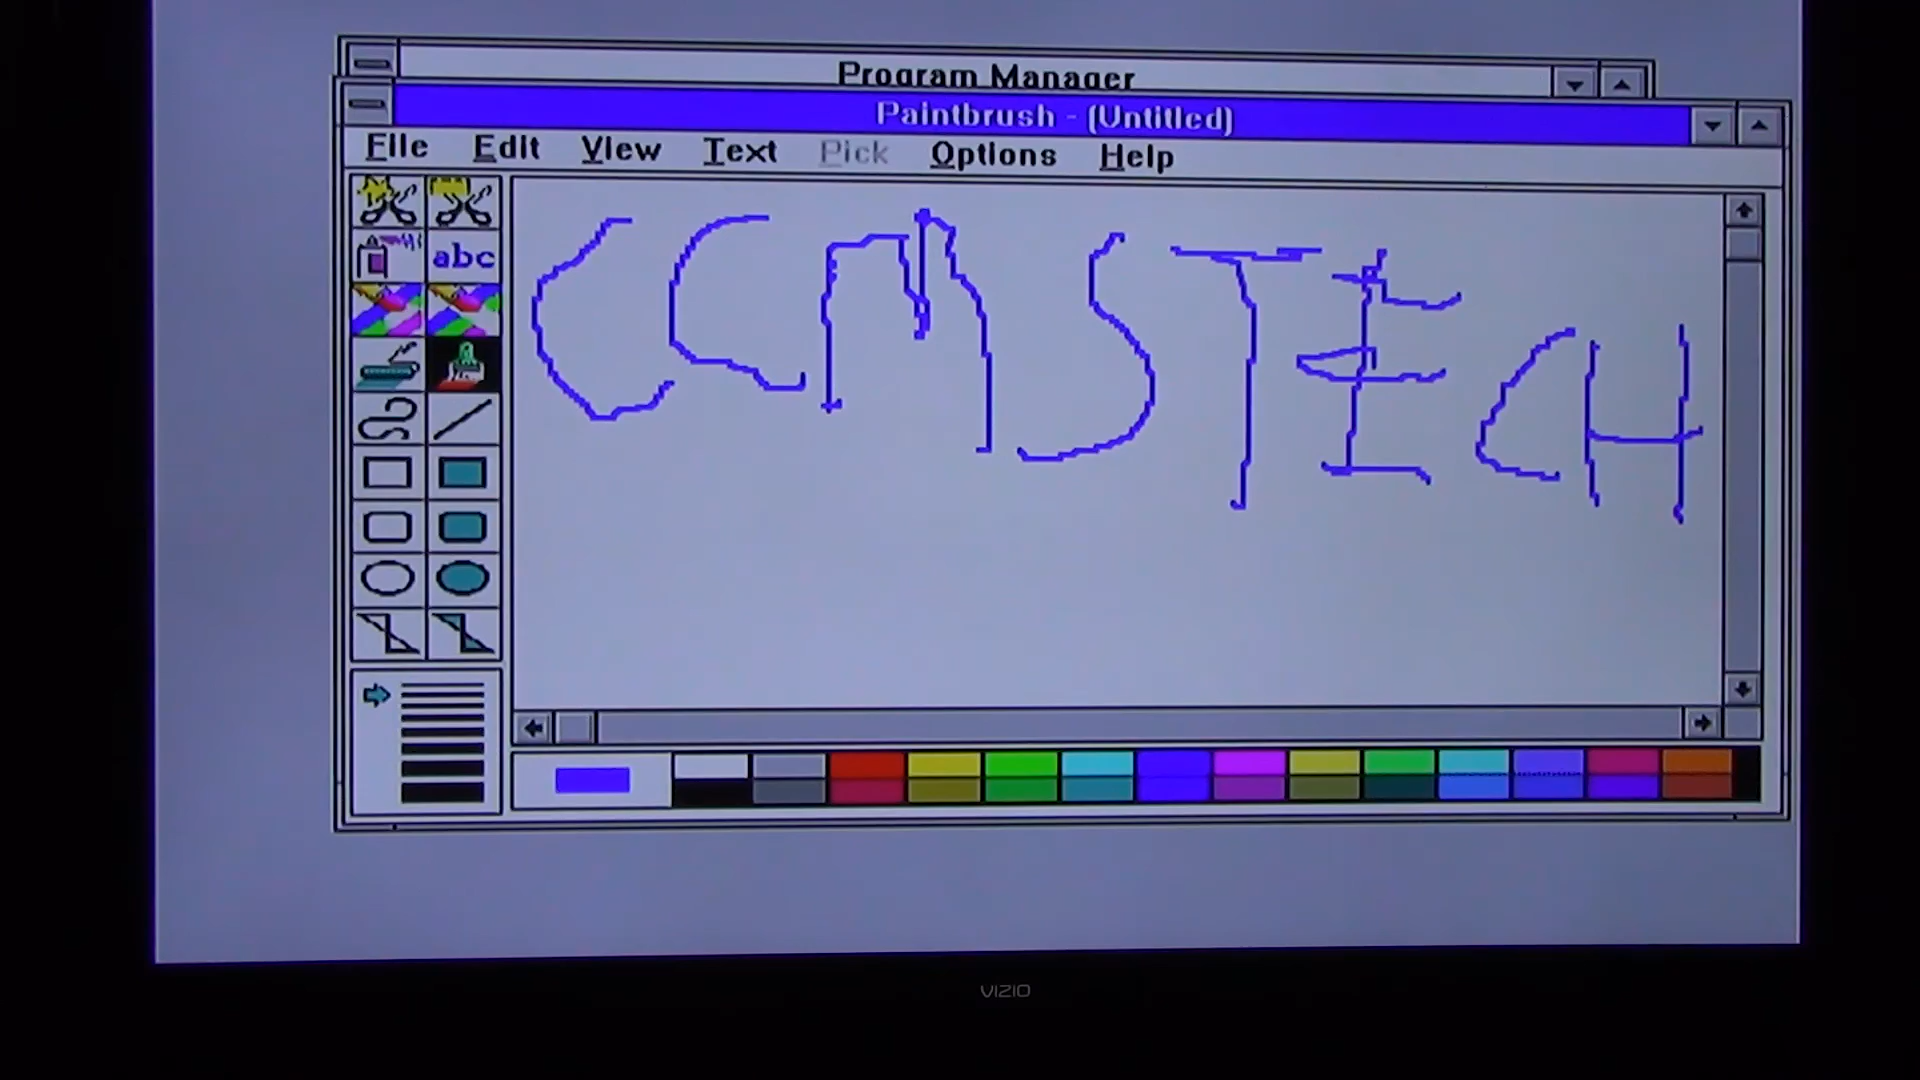 Program Manager
Paintbrush - (Untitled)
File Edit View Text Pick Options Help
abc
CCMSTECH
VIZIO